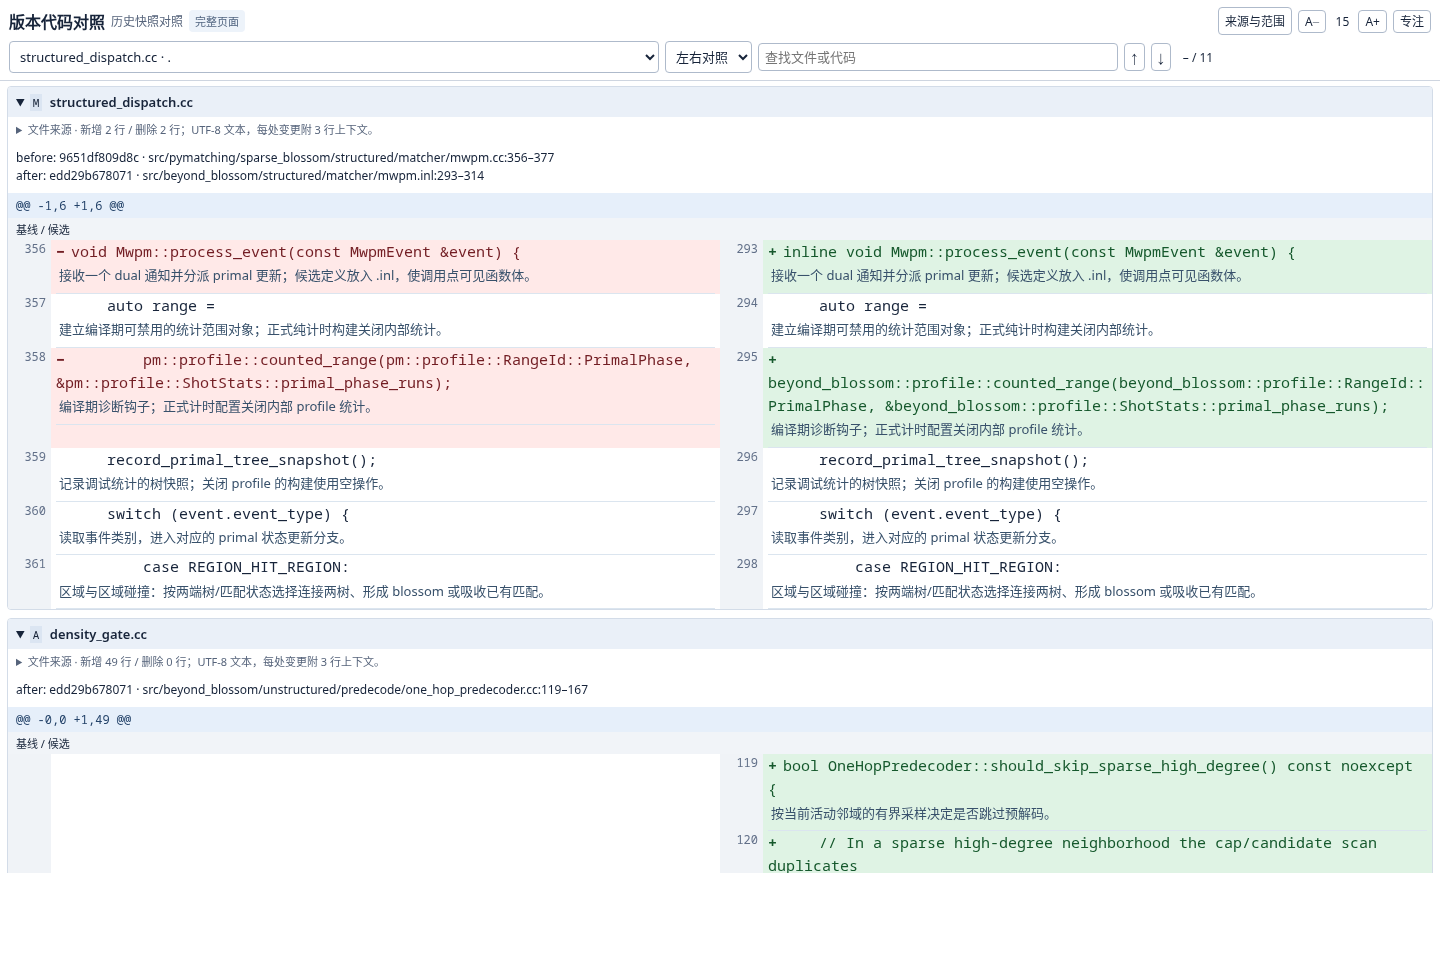 版本代码对照 历史快照对照 完整页面 来源与范围 A− 15 A+ 专注
structured_dispatch.cc · . 左右对照 查找文件或代码 ↑ ↓ – / 11
▼ M structured_dispatch.cc
▶ 文件来源 · 新增 2 行 / 删除 2 行；UTF-8 文本，每处变更附 3 行上下文。
before: 9651df809d8c · src/pymatching/sparse_blossom/structured/matcher/mwpm.cc:356–377
after: edd29b678071 · src/beyond_blossom/structured/matcher/mwpm.inl:293–314
@@ -1,6 +1,6 @@
基线 / 候选
356 − void Mwpm::process_event(const MwpmEvent &event) {
接收一个 dual 通知并分派 primal 更新；候选定义放入 .inl，使调用点可见函数体。
357 auto range =
建立编译期可禁用的统计范围对象；正式纯计时构建关闭内部统计。
358 − pm::profile::counted_range(pm::profile::RangeId::PrimalPhase,
&pm::profile::ShotStats::primal_phase_runs);
编译期诊断钩子；正式计时配置关闭内部 profile 统计。
359 record_primal_tree_snapshot();
记录调试统计的树快照；关闭 profile 的构建使用空操作。
360 switch (event.event_type) {
读取事件类别，进入对应的 primal 状态更新分支。
361 case REGION_HIT_REGION:
区域与区域碰撞：按两端树/匹配状态选择连接两树、形成 blossom 或吸收已有匹配。
293 + inline void Mwpm::process_event(const MwpmEvent &event) {
接收一个 dual 通知并分派 primal 更新；候选定义放入 .inl，使调用点可见函数体。
294 auto range =
建立编译期可禁用的统计范围对象；正式纯计时构建关闭内部统计。
295 +
beyond_blossom::profile::counted_range(beyond_blossom::profile::RangeId::
PrimalPhase, &beyond_blossom::profile::ShotStats::primal_phase_runs);
编译期诊断钩子；正式计时配置关闭内部 profile 统计。
296 record_primal_tree_snapshot();
记录调试统计的树快照；关闭 profile 的构建使用空操作。
297 switch (event.event_type) {
读取事件类别，进入对应的 primal 状态更新分支。
298 case REGION_HIT_REGION:
区域与区域碰撞：按两端树/匹配状态选择连接两树、形成 blossom 或吸收已有匹配。
▼ A density_gate.cc
▶ 文件来源 · 新增 49 行 / 删除 0 行；UTF-8 文本，每处变更附 3 行上下文。
after: edd29b678071 · src/beyond_blossom/unstructured/predecode/one_hop_predecoder.cc:119–167
@@ -0,0 +1,49 @@
基线 / 候选
119 + bool OneHopPredecoder::should_skip_sparse_high_degree() const noexcept
{
按当前活动邻域的有界采样决定是否跳过预解码。
120 + // In a sparse high-degree neighborhood the cap/candidate scan
duplicates